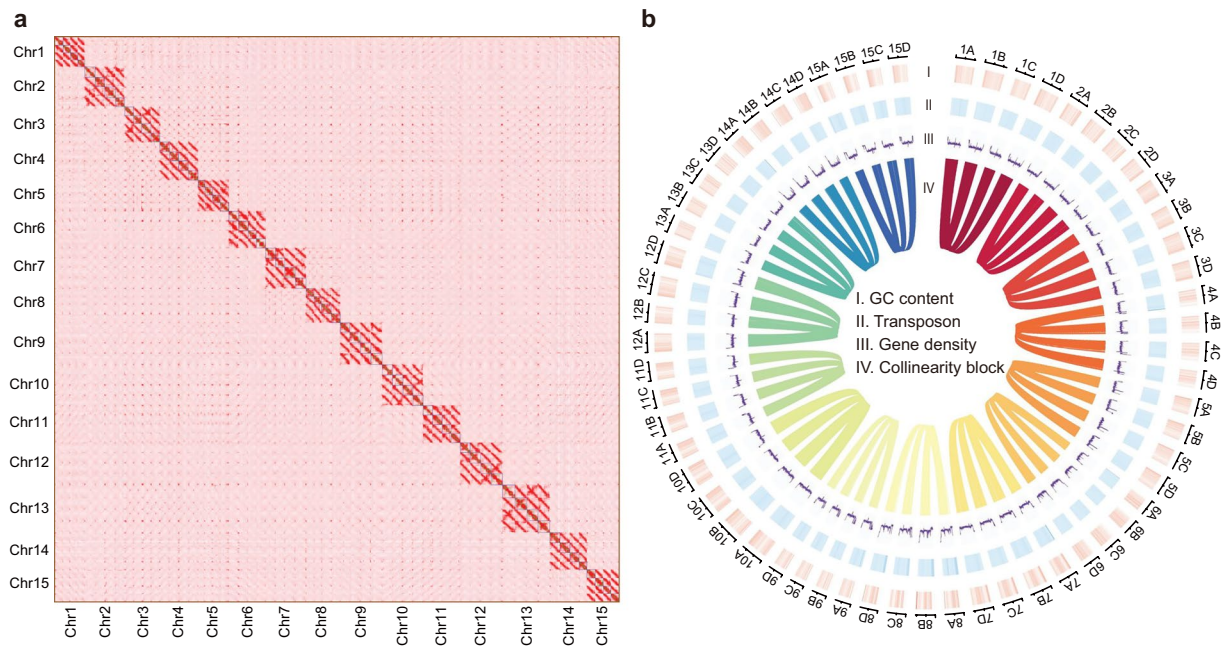 a
Chr1
Chr2
Chr3
Chr4
Chr5
Chr6
Chr7
Chr8
Chr9
Chr10
Chr11
Chr12
Chr13
Chr14
Chr15
Chr1
Chr2
Chr3
Chr4
Chr5
Chr6
Chr7
Chr8
Chr9
Chr10
Chr11
Chr12
Chr13
Chr14
Chr15
b
1A
1B
1C
1D
2A
2B
2C
2D
3A
3B
3C
3D
4A
4B
4C
4D
5A
5B
5C
5D
6A
6B
6C
6D
7A
7B
7C
7D
8A
8B
8C
8D
9A
9B
9C
9D
10A
10B
10C
10D
11A
11B
11C
11D
12A
12B
12C
12D
13A
13B
13C
13D
14A
14B
14C
14D
15A
15B
15C
15D
I
II
III
IV
I. GC content
II. Transposon
III. Gene density
IV. Collinearity block